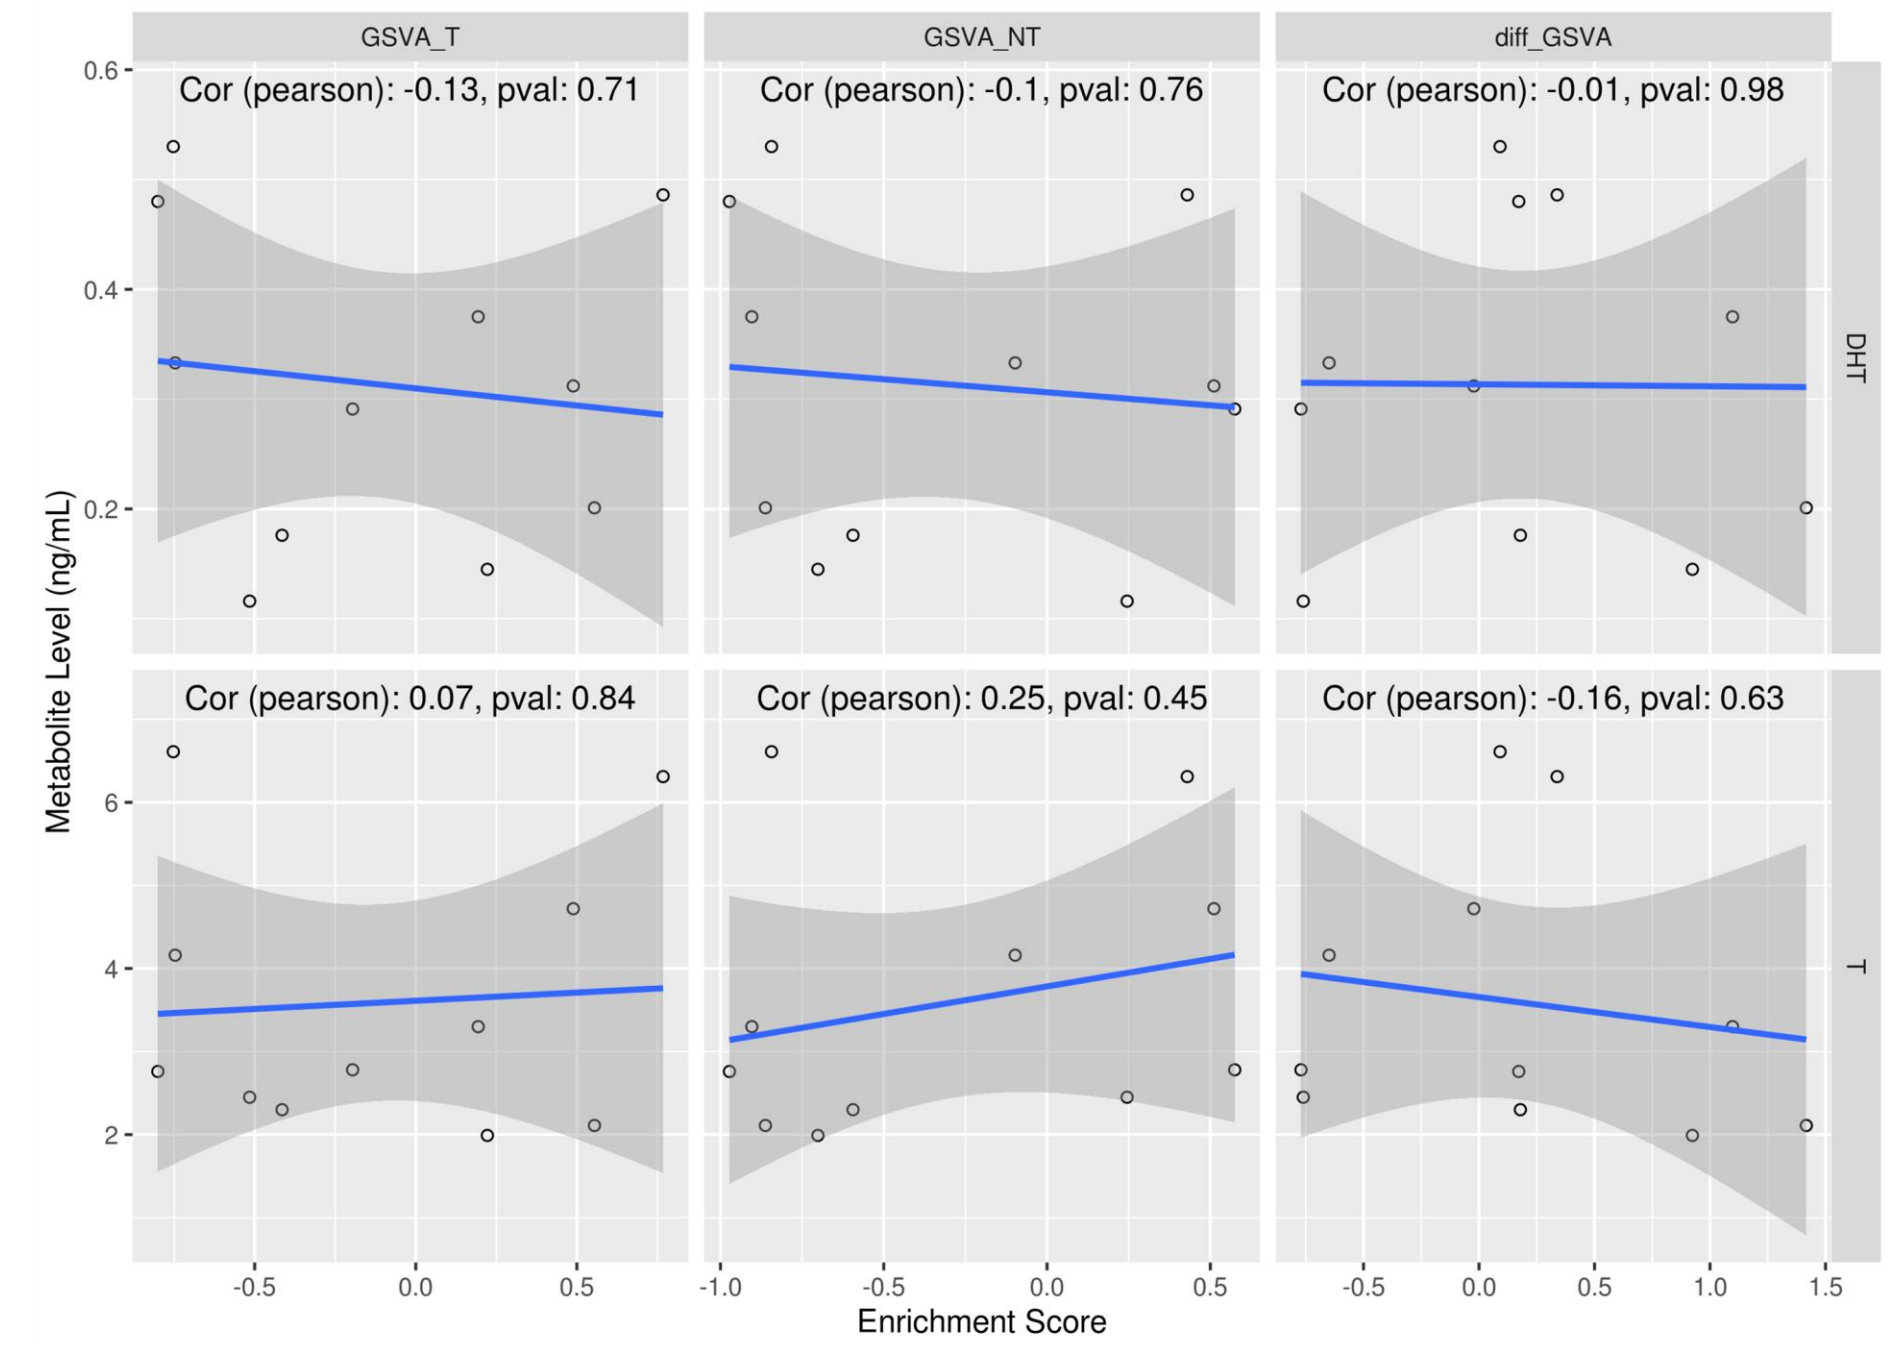 GSVA_T GSVA_NT diff_GSVA
Cor (pearson): -0.13, pval: 0.71
Cor (pearson): -0.1, pval: 0.76
Cor (pearson): -0.01, pval: 0.98
0.6
0.4
0.2
DHT
Metabolite Level (ng/mL)
Cor (pearson): 0.07, pval: 0.84
Cor (pearson): 0.25, pval: 0.45
Cor (pearson): -0.16, pval: 0.63
6
4
2
T
-0.5 0.0 0.5
-1.0 -0.5 0.0 0.5
-0.5 0.0 0.5 1.0 1.5
Enrichment Score